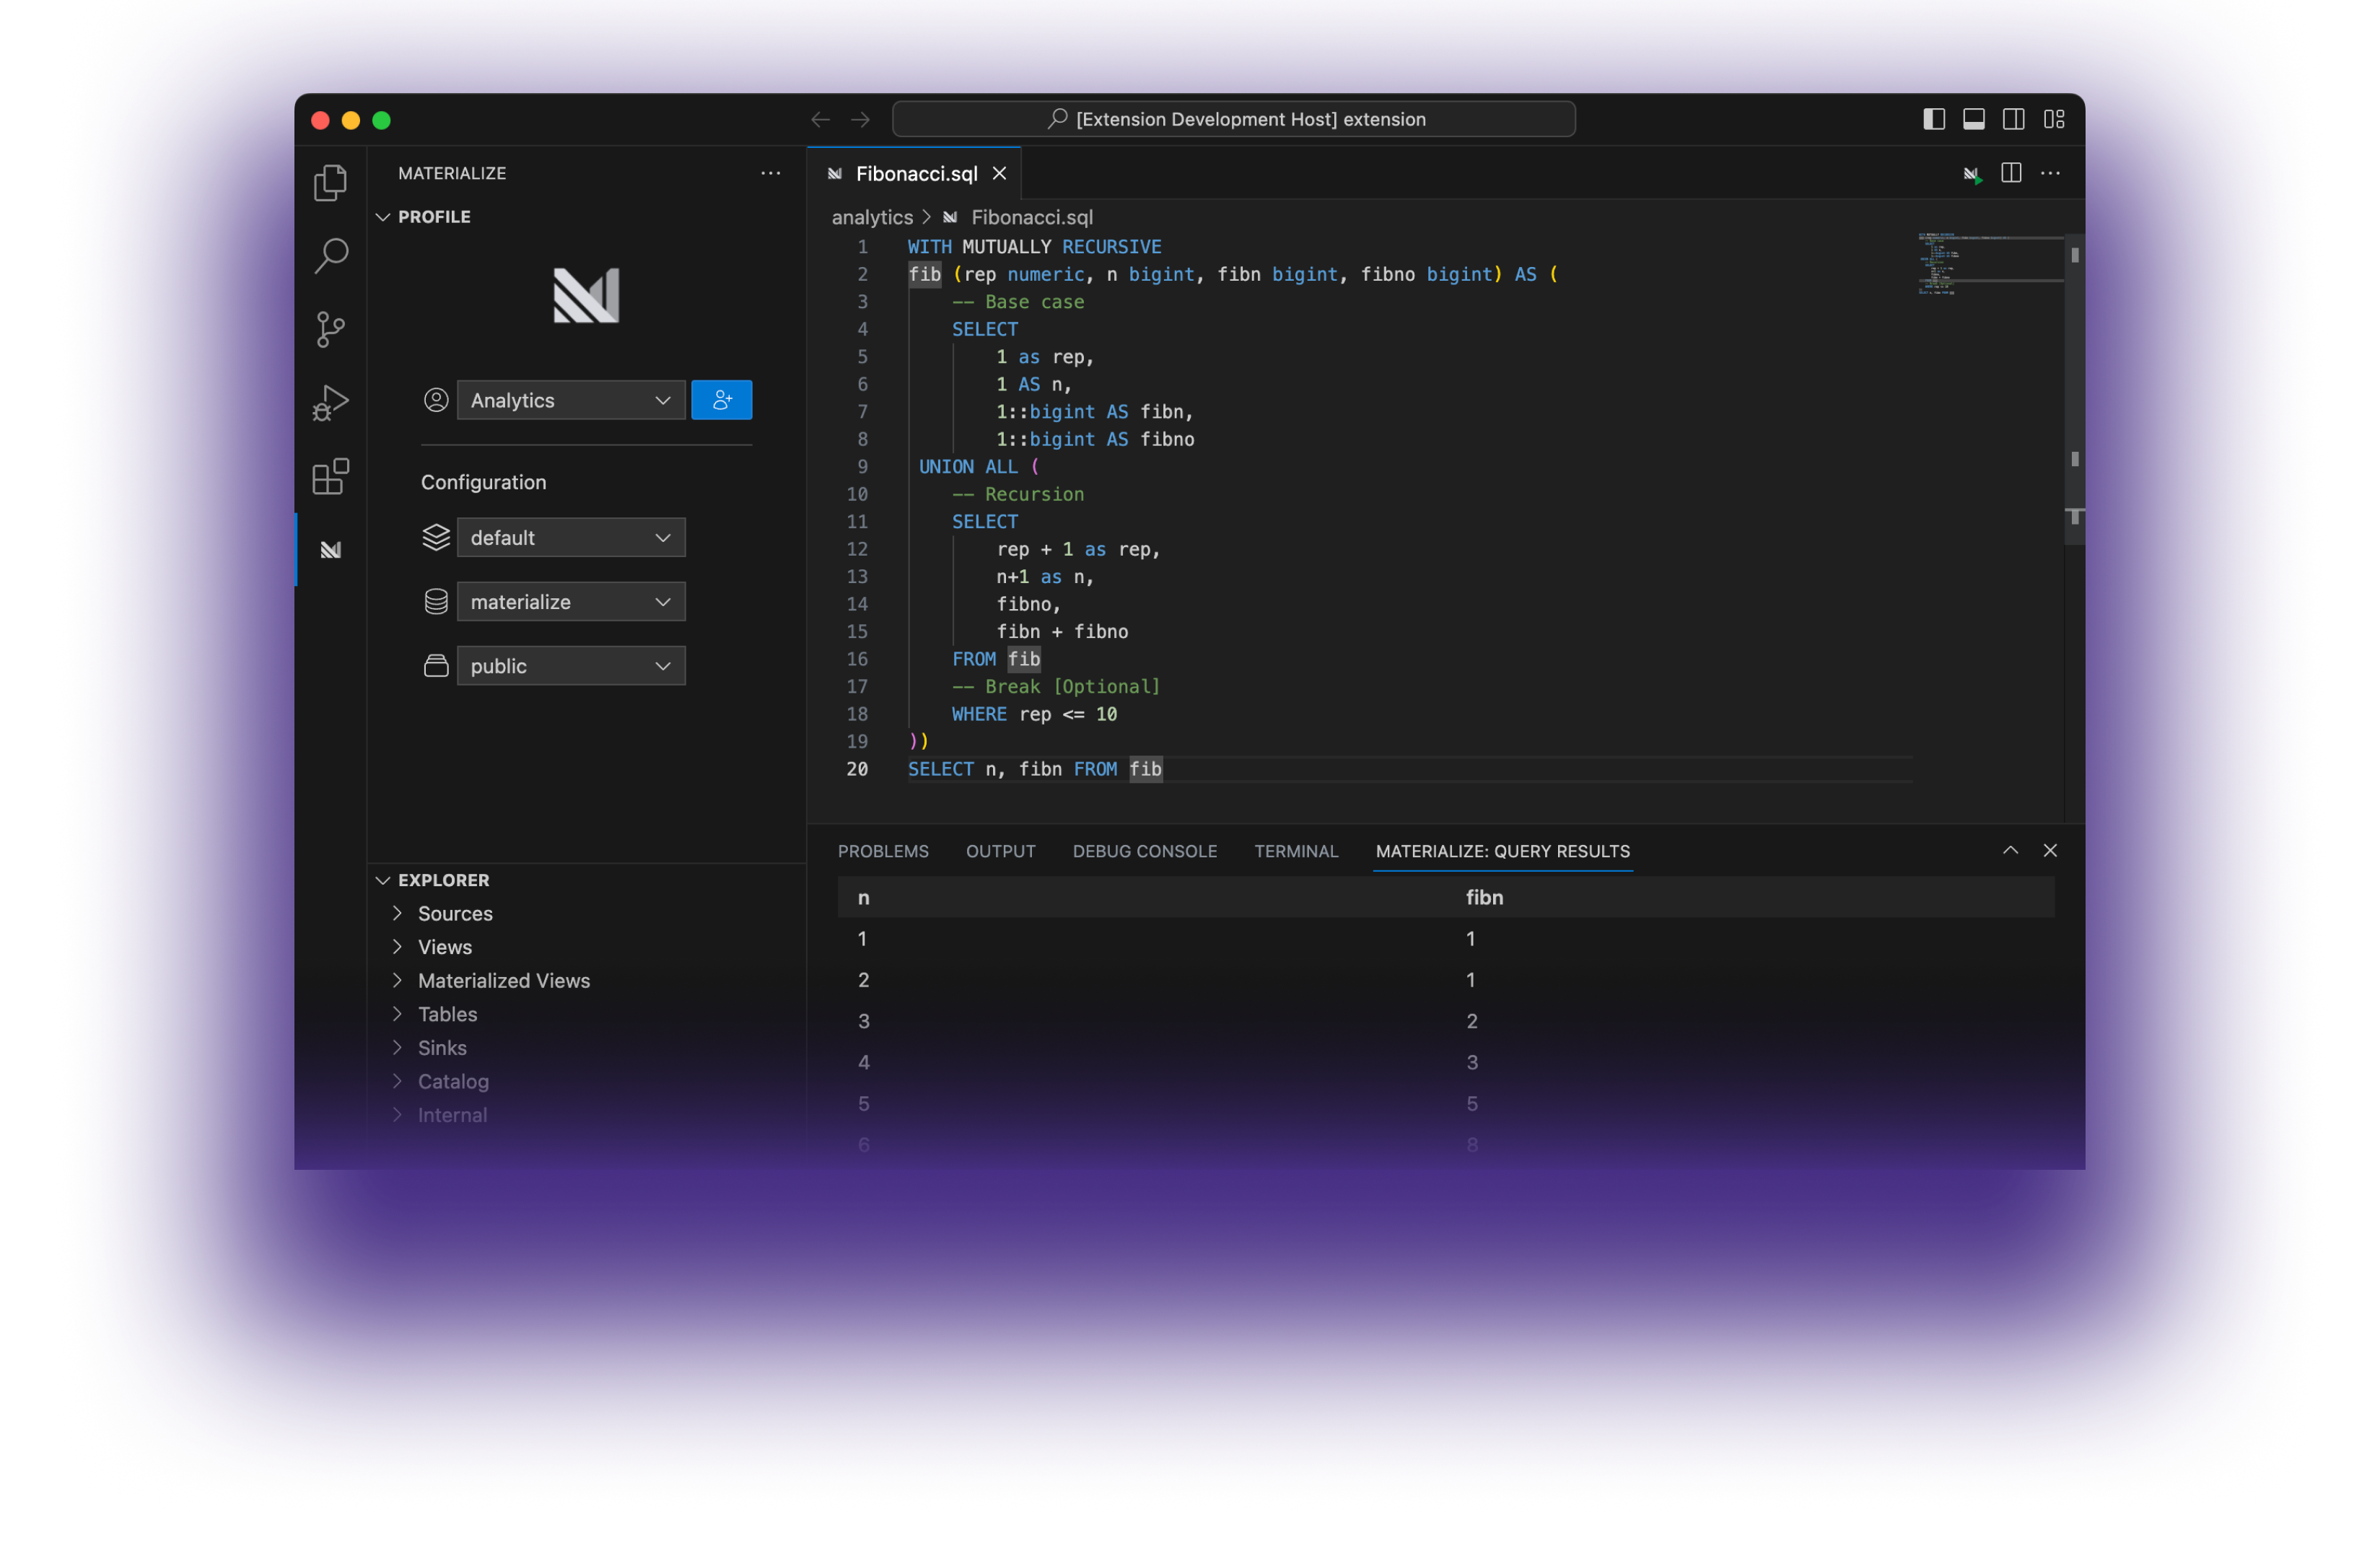 [Extension Development Host] extension
MATERIALIZE
PROFILE
Analytics
Configuration
default
materialize
public
EXPLORER
Sources
Views
Materialized Views
Tables
Sinks
Catalog
Internal
Fibonacci.sql
analytics > Fibonacci.sql
1 WITH MUTUALLY RECURSIVE
2 fib (rep numeric, n bigint, fibn bigint, fibno bigint) AS (
3 -- Base case
4 SELECT
5 1 as rep,
6 1 AS n,
7 1::bigint AS fibn,
8 1::bigint AS fibno
9 UNION ALL (
10 -- Recursion
11 SELECT
12 rep + 1 as rep,
13 n+1 as n,
14 fibno,
15 fibn + fibno
16 FROM fib
17 -- Break [Optional]
18 WHERE rep <= 10
19 ))
20 SELECT n, fibn FROM fib
PROBLEMS OUTPUT DEBUG CONSOLE TERMINAL MATERIALIZE: QUERY RESULTS
n fibn
1 1
2 1
3 2
4 3
5 5
6 8